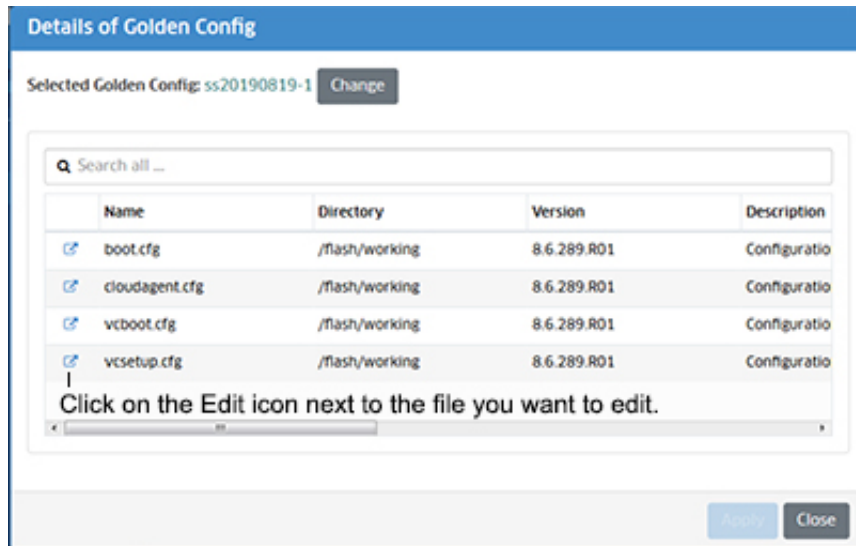 Details of Golden Config
Selected Golden Config: ss20190819-1 Change
Search all ...
Name Directory Version Description
boot.cfg /flash/working 8.6.289.R01 Configuratio
cloudagent.cfg /flash/working 8.6.289.R01 Configuratio
vcboot.cfg /flash/working 8.6.289.R01 Configuratio
vcsetup.cfg /flash/working 8.6.289.R01 Configuratio
Click on the Edit icon next to the file you want to edit.
Apply Close